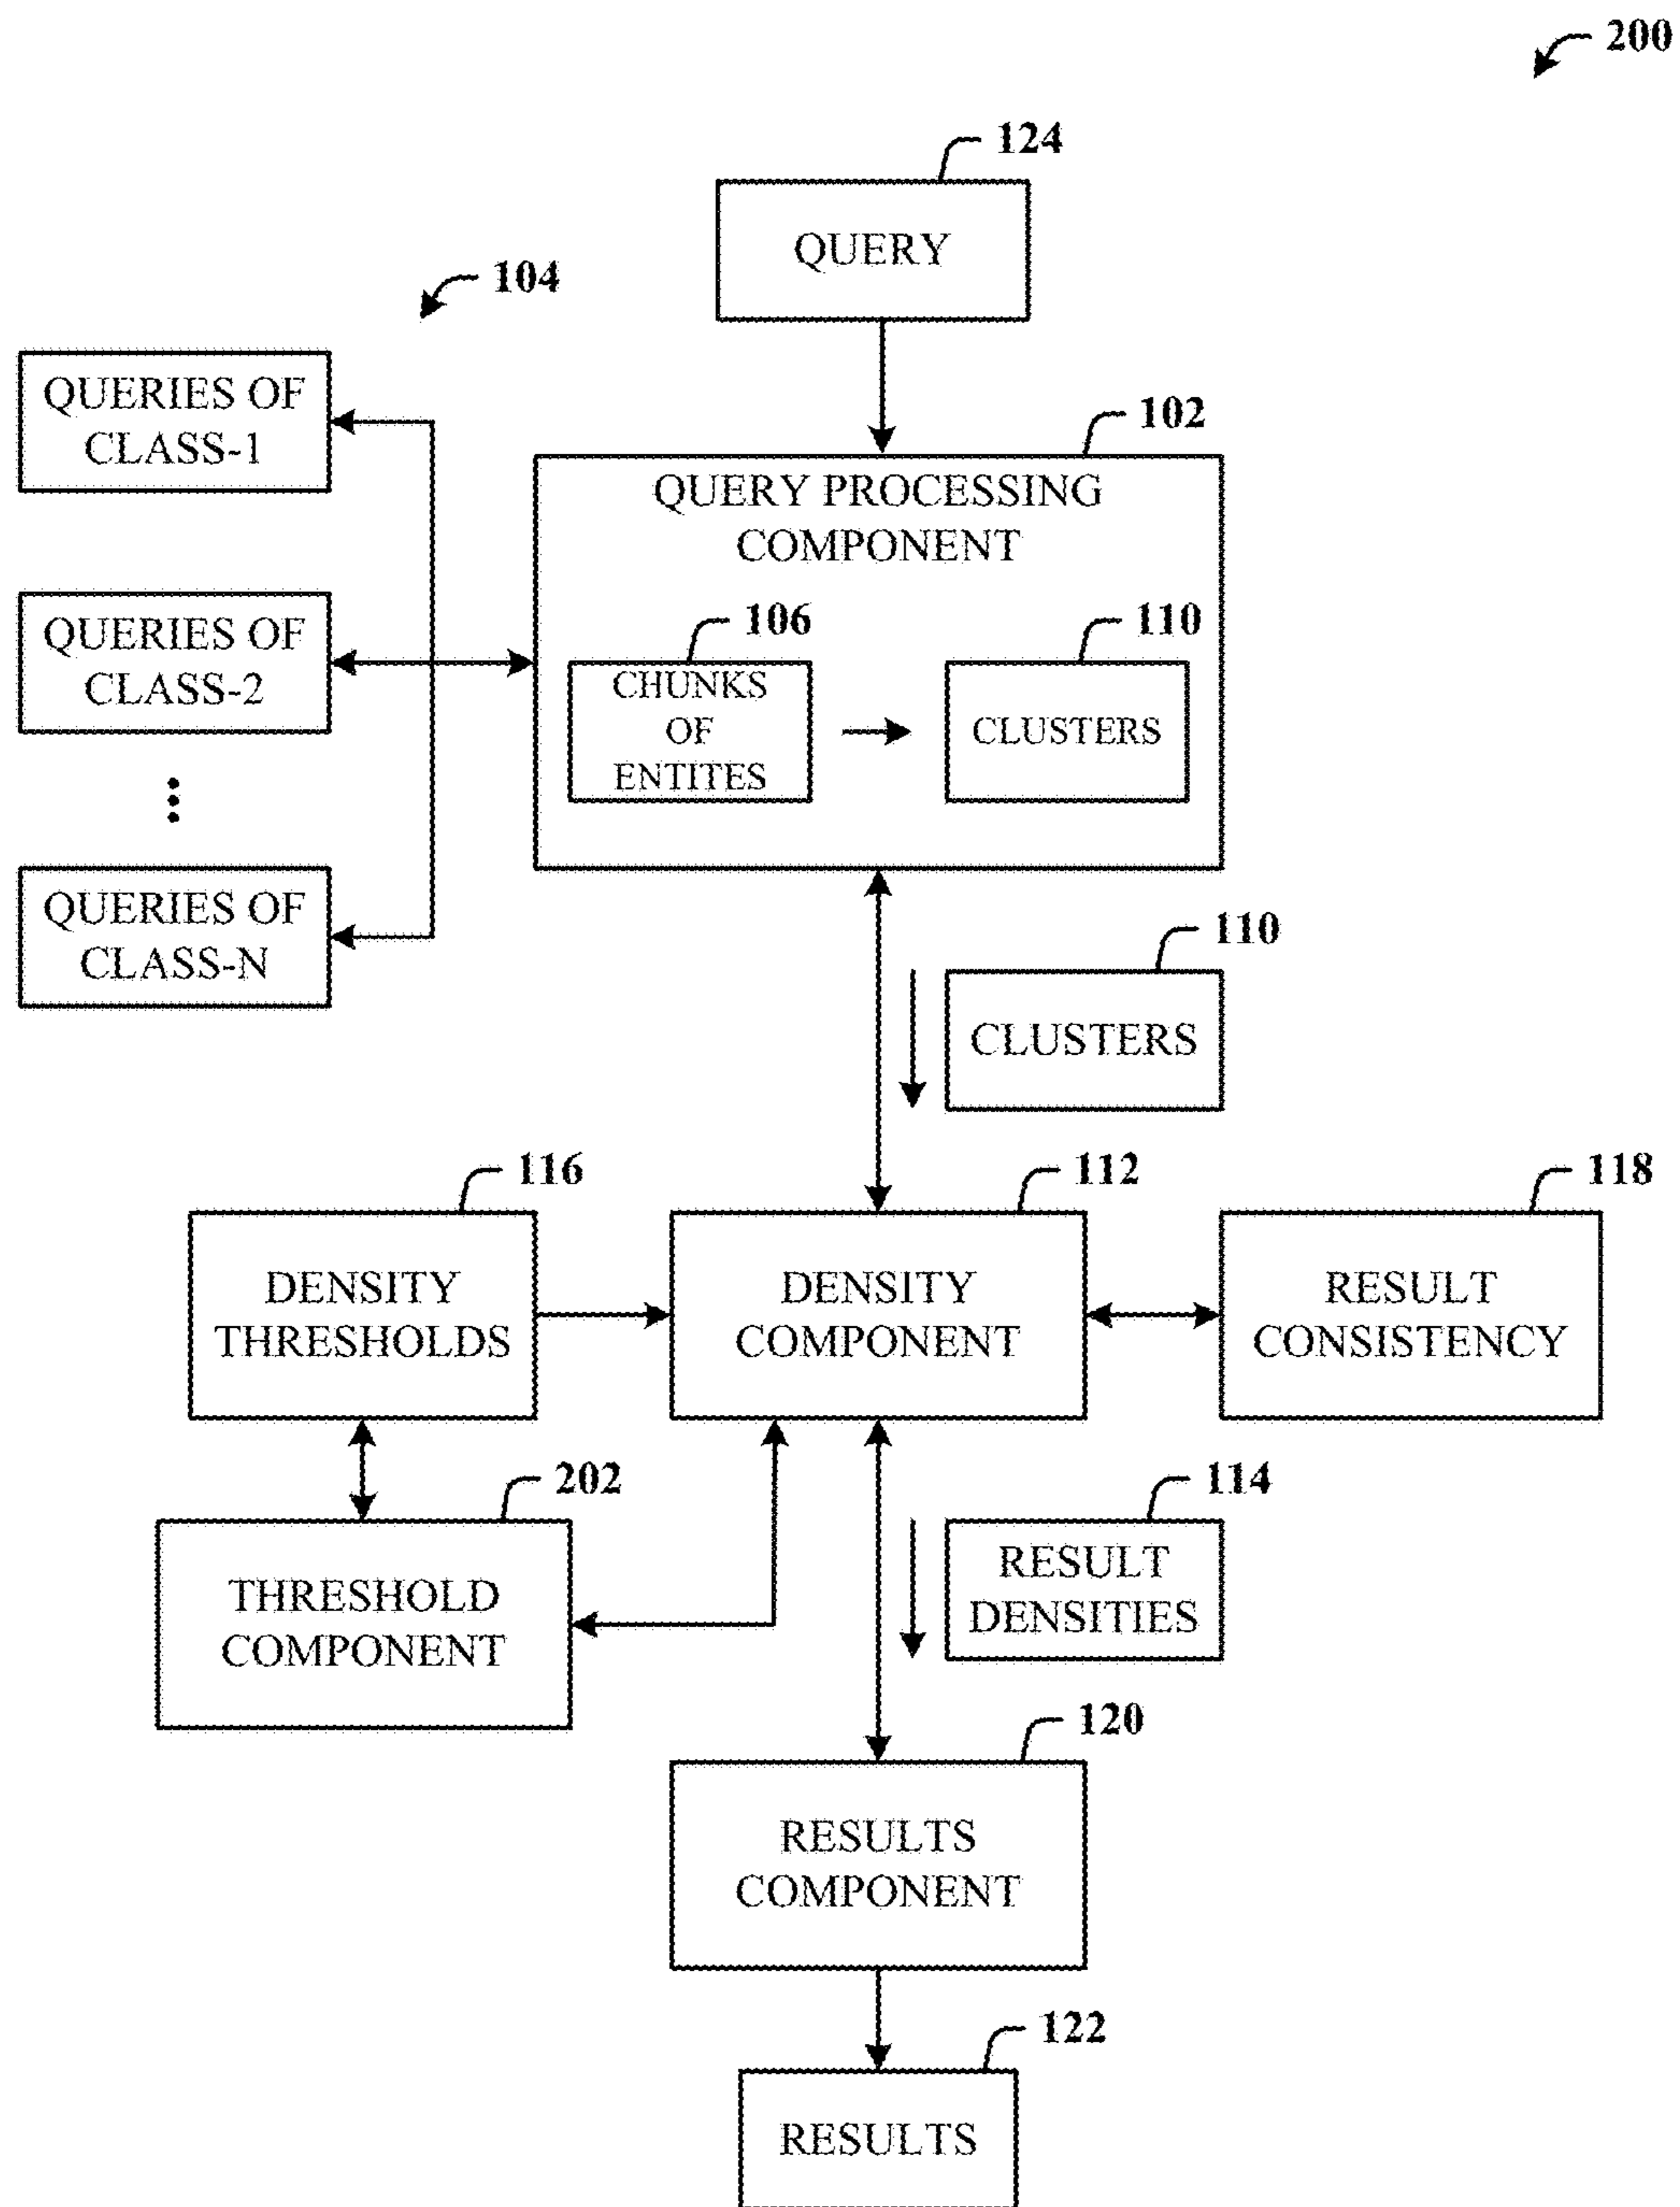 200
124
QUERY
104
QUERIES OF
CLASS-1
102
QUERY PROCESSING
COMPONENT
QUERIES OF
CLASS-2
106
CHUNKS
OF
ENTITES
110
CLUSTERS
QUERIES OF
CLASS-N
110
CLUSTERS
116
DENSITY
THRESHOLDS
112
DENSITY
COMPONENT
118
RESULT
CONSISTENCY
202
THRESHOLD
COMPONENT
114
RESULT
DENSITIES
120
RESULTS
COMPONENT
122
RESULTS